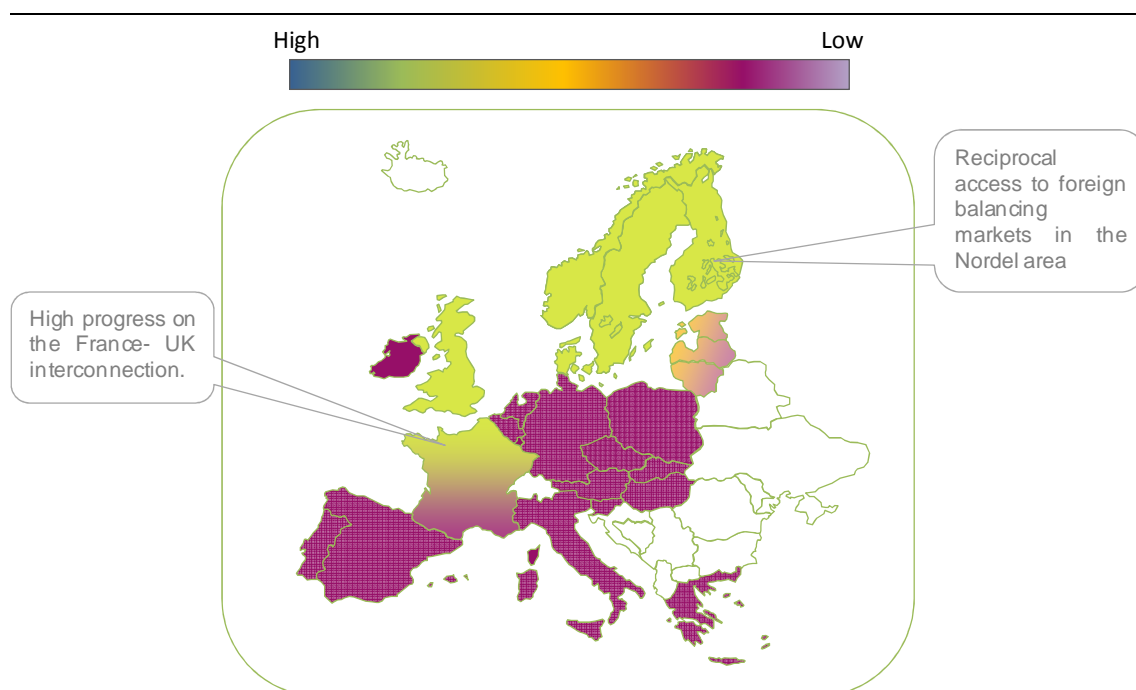 High
Low
Reciprocal
access to foreign
balancing
markets in the
Nordel area
High progress on
the France- UK
interconnection.